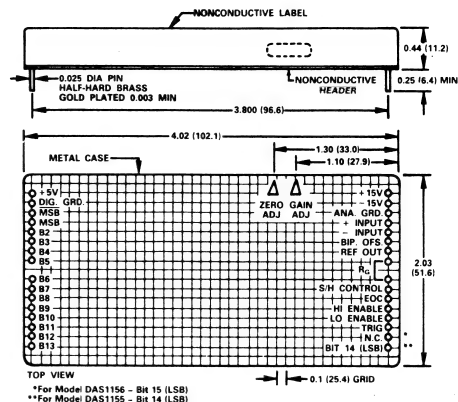 NONCONDUCTIVE LABEL
0.44 (11.2)
0.025 DIA PIN
HALF-HARD BRASS
GOLD PLATED 0.003 MIN
NONCONDUCTIVE
HEADER
0.25 (6.4) MIN
3.800 (96.6)
4.02 (102.1)
1.30 (33.0)
METAL CASE
1.10 (27.9)
+5V
DIG. GRD.
MSB
MSB
B2
B3
B4
B5
B6
B7
B8
B9
B10
B11
B12
B13
ZERO
ADJ
GAIN
ADJ
+15V
-15V
ANA. GRD.
+ INPUT
- INPUT
BIP. OFS.
REF OUT
RG
S/H CONTROL
EOC
HI ENABLE
LO ENABLE
TRIG
N.C. *
BIT 14 (LSB) **
2.03
(51.6)
TOP VIEW
0.1 (25.4) GRID
*For Model DAS1156 - Bit 15 (LSB)
**For Model DAS1155 - Bit 14 (LSB)